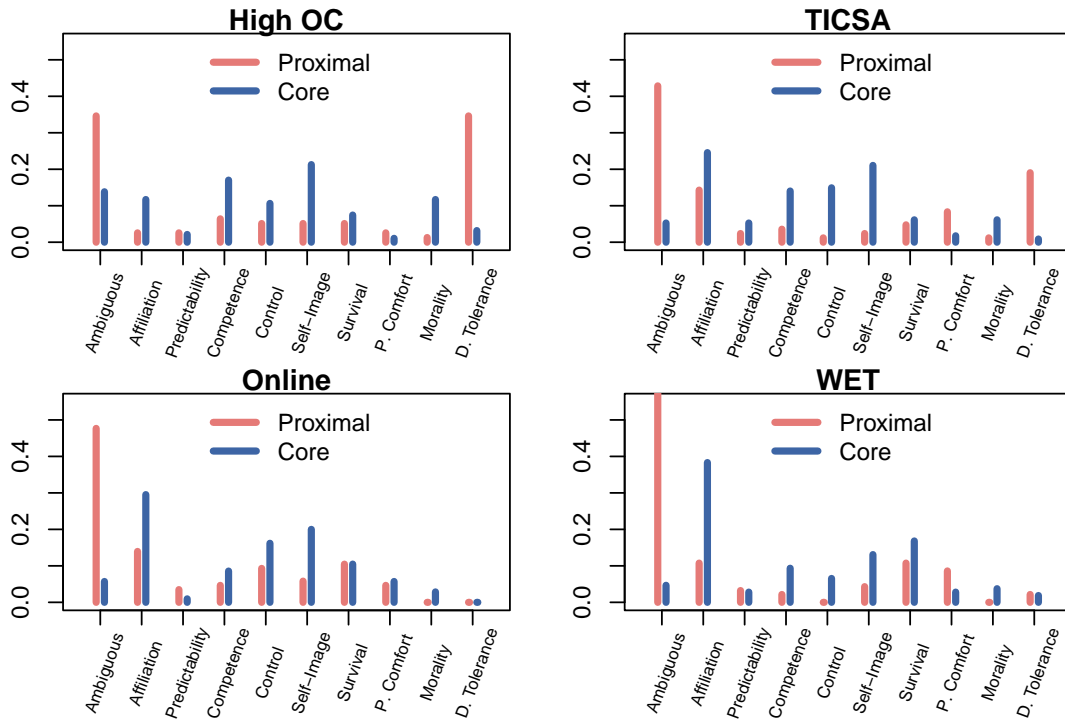 High OC
Proximal
Core
0.0
0.2
0.4
Ambiguous
Affiliation
Predictability
Competence
Control
Self−Image
Survival
P. Comfort
Morality
D. Tolerance
TICSA
Proximal
Core
0.0
0.2
0.4
Ambiguous
Affiliation
Predictability
Competence
Control
Self−Image
Survival
P. Comfort
Morality
D. Tolerance
Online
Proximal
Core
0.0
0.2
0.4
Ambiguous
Affiliation
Predictability
Competence
Control
Self−Image
Survival
P. Comfort
Morality
D. Tolerance
WET
Proximal
Core
0.0
0.2
0.4
Ambiguous
Affiliation
Predictability
Competence
Control
Self−Image
Survival
P. Comfort
Morality
D. Tolerance